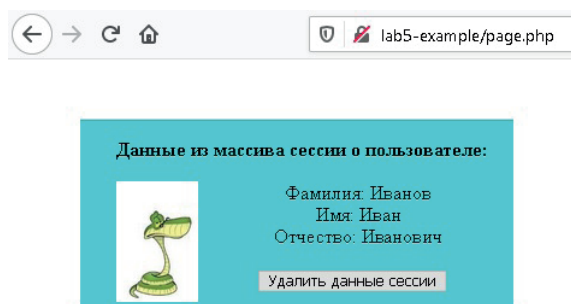 lab5-example/page.php
Данные из массива сессии о пользователе:
Фамилия: Иванов
Имя: Иван
Отчество: Иванович
Удалить данные сессии